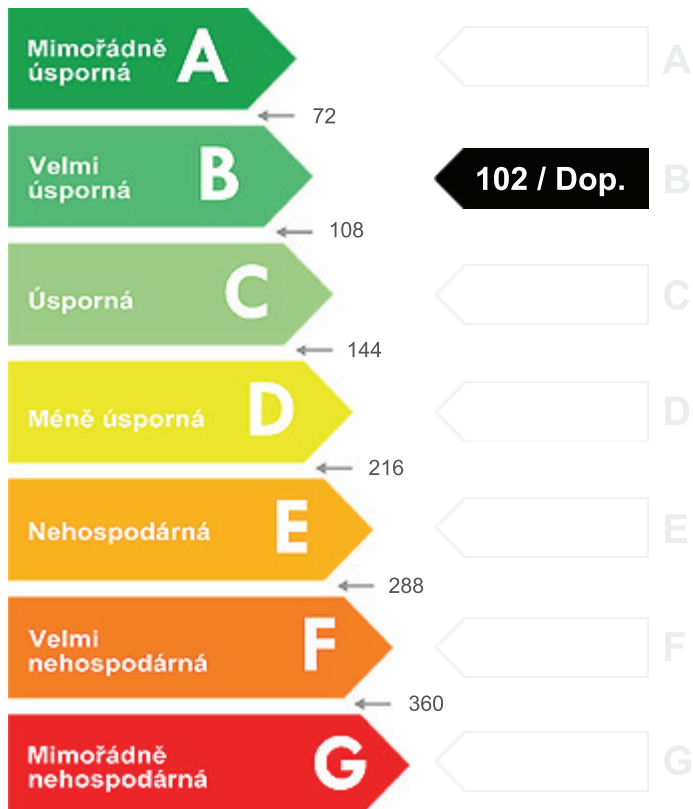 Mimořádně
úsporná
A
A
72
Velmi
úsporná
B
102 / Dop.
B
108
Úsporná
C
C
144
Méně úsporná
D
D
216
Nehospodárná
E
E
288
Velmi
nehospodárná
F
F
360
Mimořádně
nehospodárná
G
G